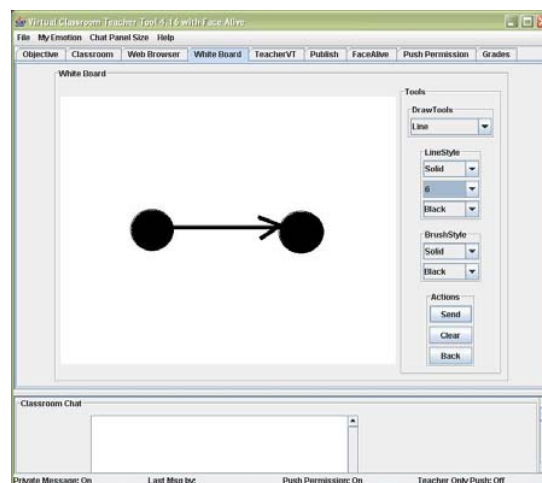 Virtual Classroom Teacher Tool 4.16 with Face Alive
File My Emotion Chat Panel Size Help
Objective Classroom Web Browser White Board TeacherVT Publish FaceAlive Push Permission Grades
White Board
Tools
DrawTools
Line
LineStyle
Solid
6
Black
BrushStyle
Solid
Black
Actions
Send
Clear
Back
Classroom Chat
Private Message: On Last Msg by: Push Permission: On Teacher Only Push: Off